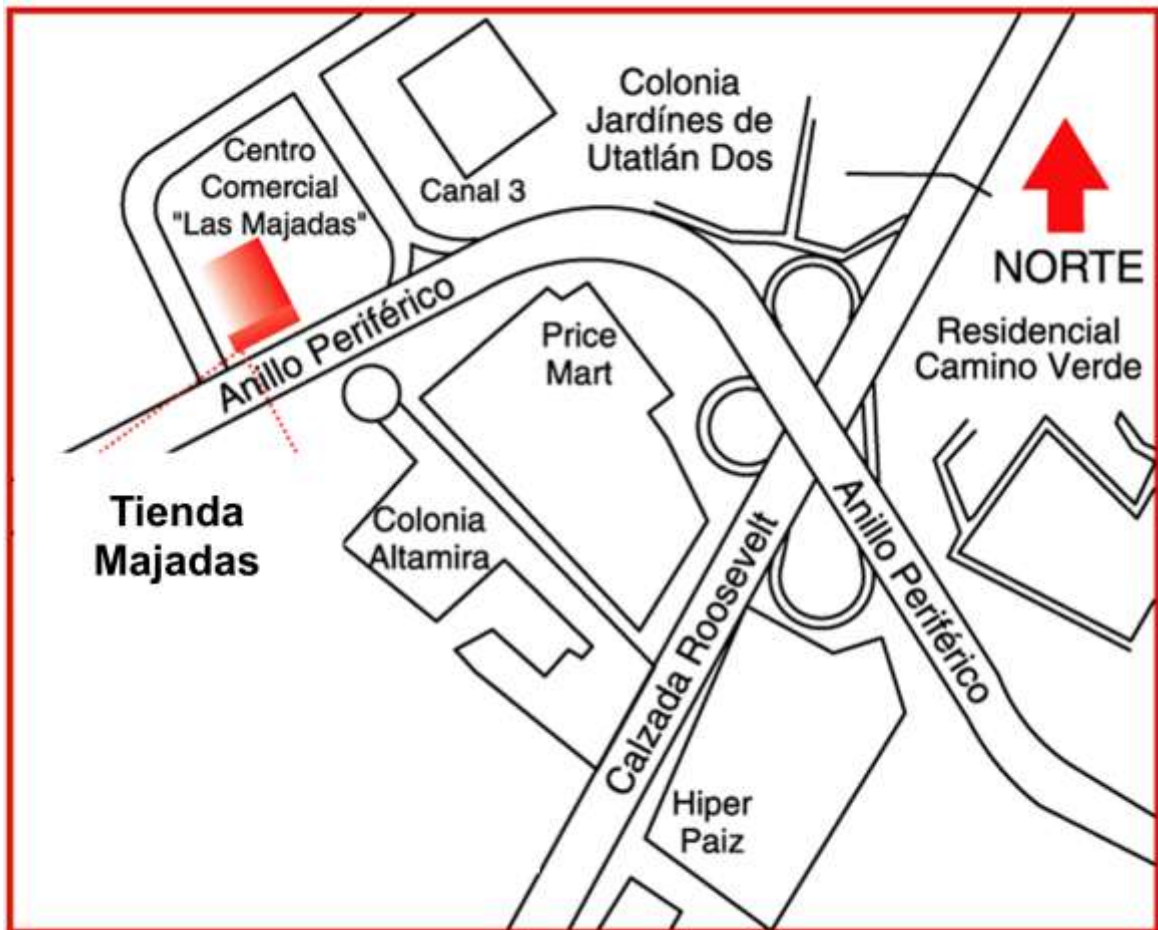 Colonia
Jardínes de
Utatlán Dos
Centro
Comercial
"Las Majadas"
Canal 3
NORTE
Anillo Periférico
Price
Mart
Residencial
Camino Verde
Tienda
Majadas
Colonia
Altamira
Calzada Roosevelt
Anillo Periférico
Hiper
Paiz